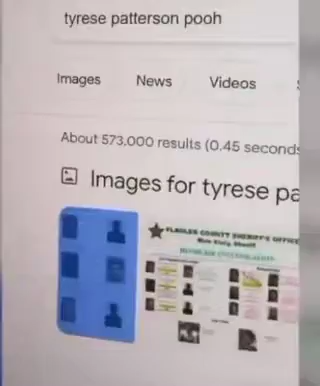 tyrese patterson pooh
Images News Videos
About 573,000 results (0.45 seconds
Images for tyrese pa
FLAGLER COUNTY SHERIFF'S OFFICE